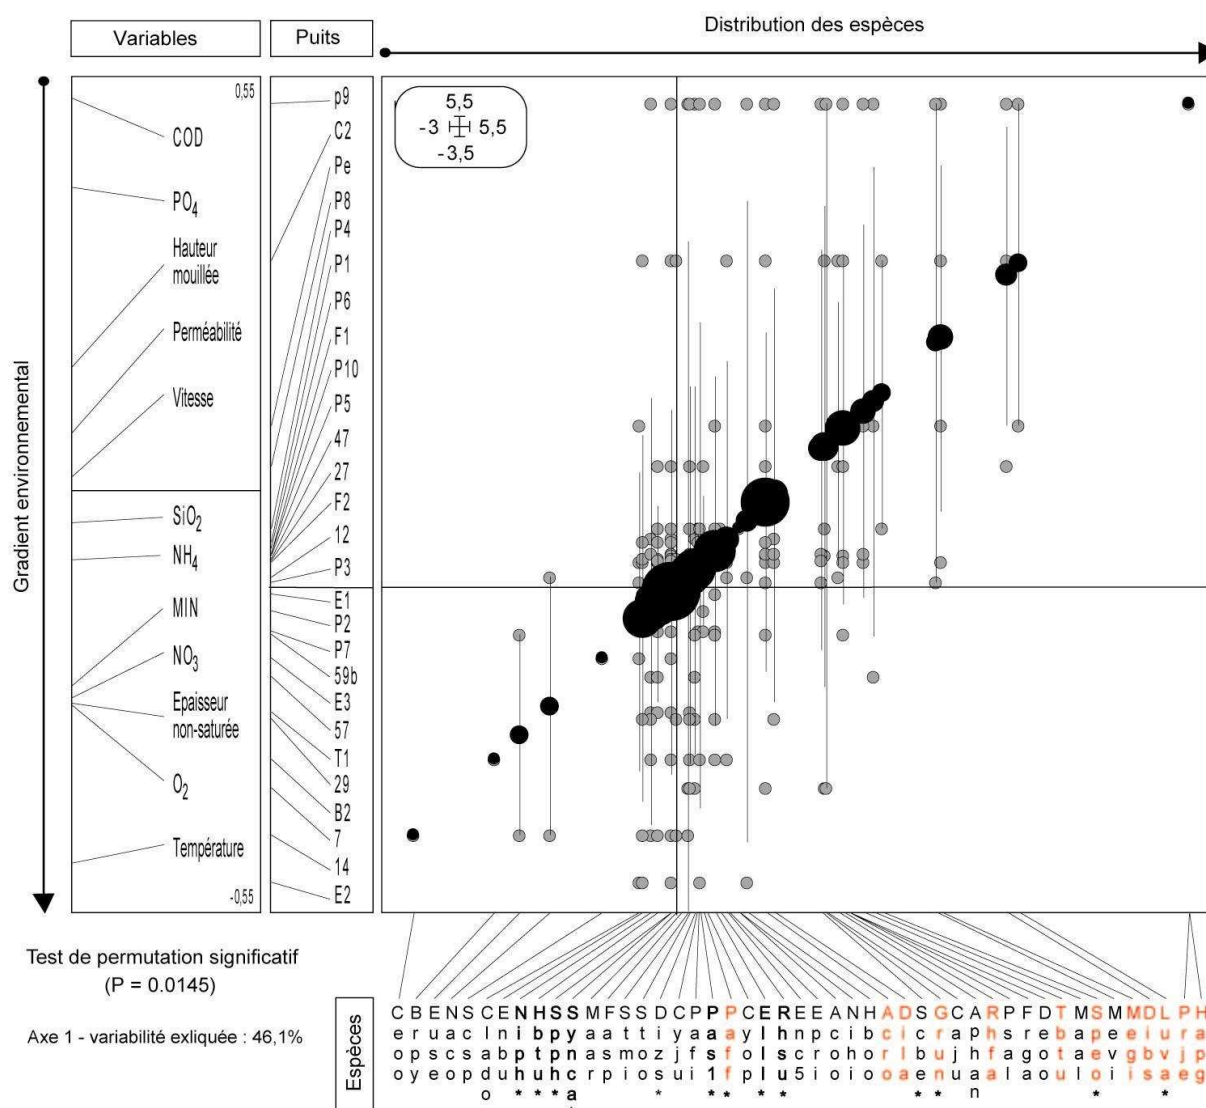 Variables
Puits
Distribution des espèces
Gradient environnemental
0,55
COD
PO4
Hauteur
mouillée
Perméabilité
Vitesse
SiO2
NH4
MIN
NO3
Epaisseur
non-saturée
O2
Température
-0,55
p9
C2
Pe
P8
P4
P1
P6
F1
P10
P5
47
27
F2
12
P3
E1
P2
P7
59b
E3
57
T1
29
B2
7
14
E2
5,5
-3 5,5
-3,5
Test de permutation significatif
(P = 0.0145)
Axe 1 - variabilité exliquée : 46,1%
Espèces
C B E N S C E N H S S M F S S D C P P P C E R E E A N H A D S G C A R P F D T M S M M D L P H
e r u a c l n i b p y a a t t i y a a a y l h n p c i b c i c r a p h s r e b a p e e i u r a
o p s c s a b p t p n a s m o z j f s f o l s c r o h o r l b u j h f a g o t a e v g b v j p
o y e o p d u h u h c r p i o s u i 1 f p l u 5 i o i o o a e n u a a l a o u l o i i s a e g
o * * * a * * * * * * * n * *